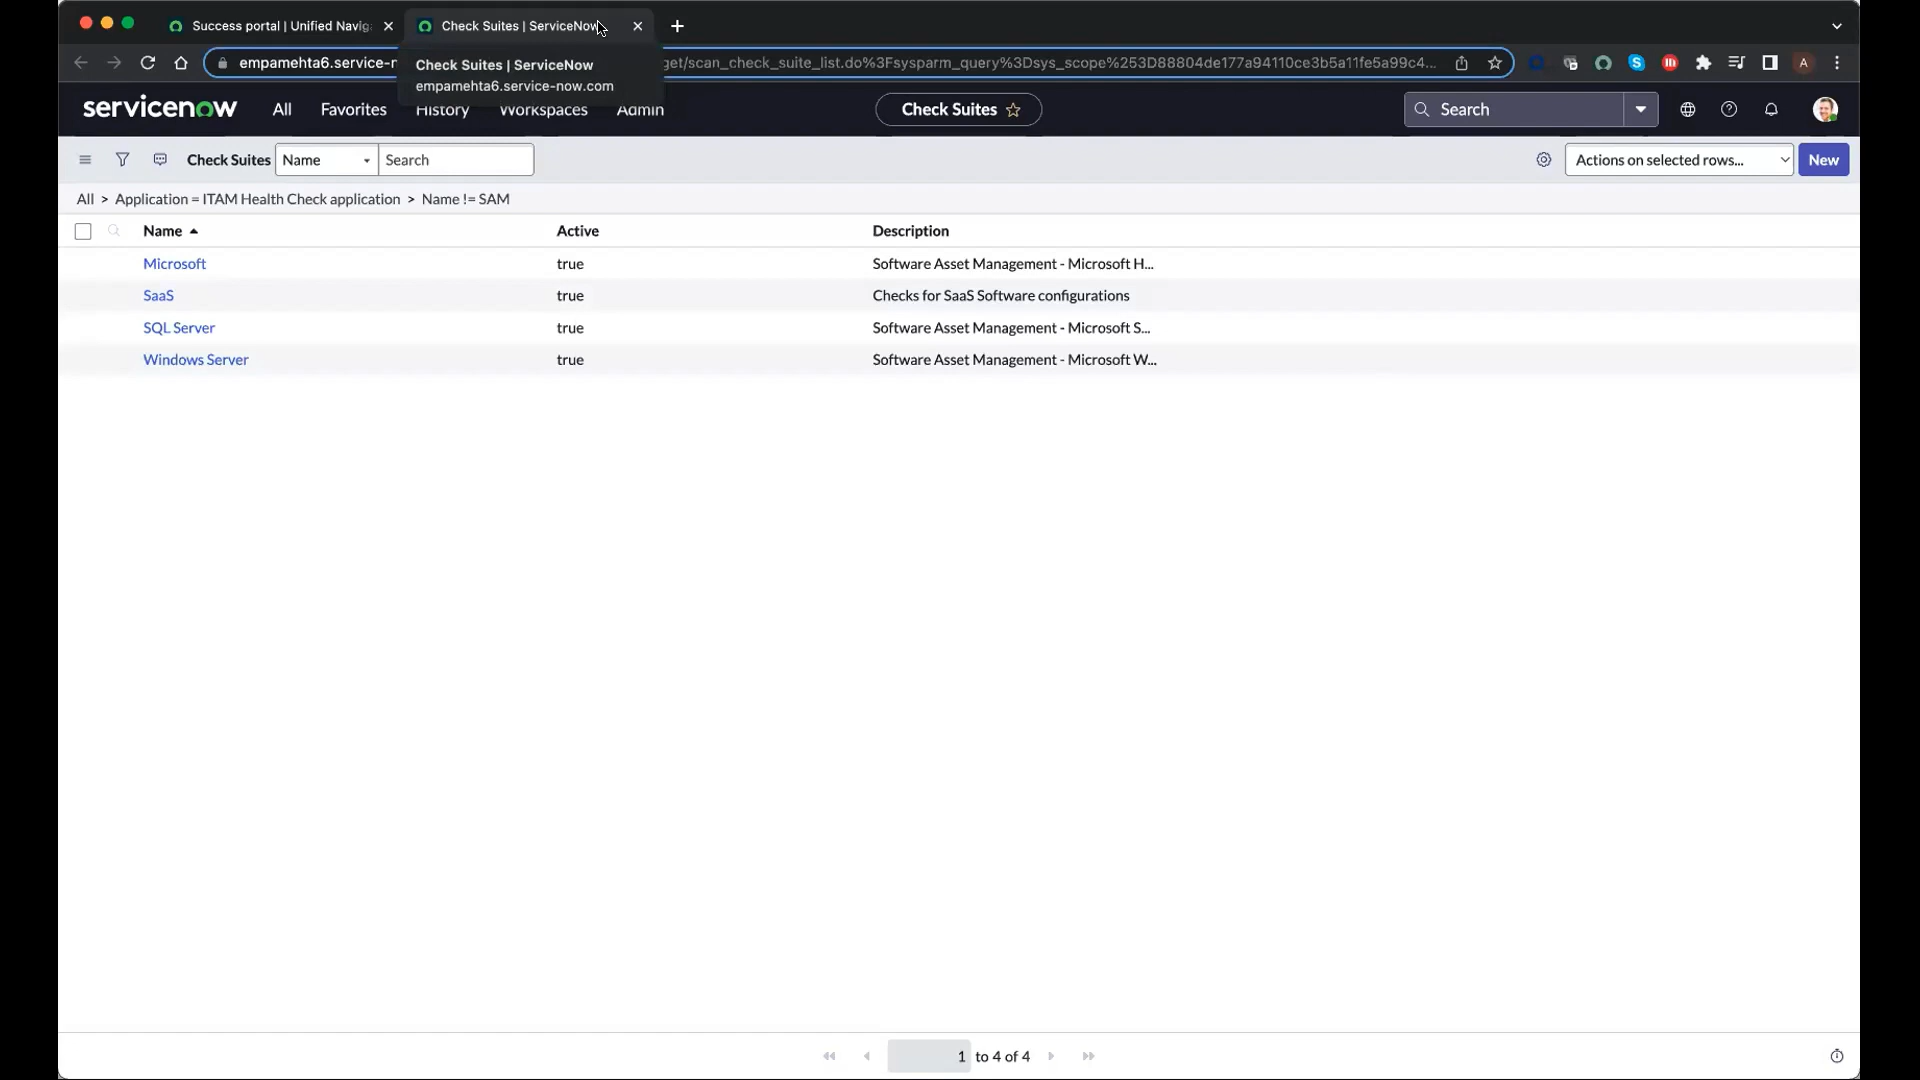 Success portal | Unified Navig
Check Suites | ServiceNow
empamehta6.service-n
get/scan_check_suite_list.do%3Fsysparm_query%3Dsys_scope%253D88804de177a94110ce3b5a11fe5a99c4...
A
Check Suites | ServiceNow
empamehta6.service-now.com
servicenow
All
Favorites
History
Workspaces
Admin
Check Suites
Search
Check Suites
Name
Search
Actions on selected rows...
New
All > Application = ITAM Health Check application > Name != SAM
Name Active Description
Microsoft true Software Asset Management - Microsoft H...
SaaS true Checks for SaaS Software configurations
SQL Server true Software Asset Management - Microsoft S...
Windows Server true Software Asset Management - Microsoft W...
1 to 4 of 4